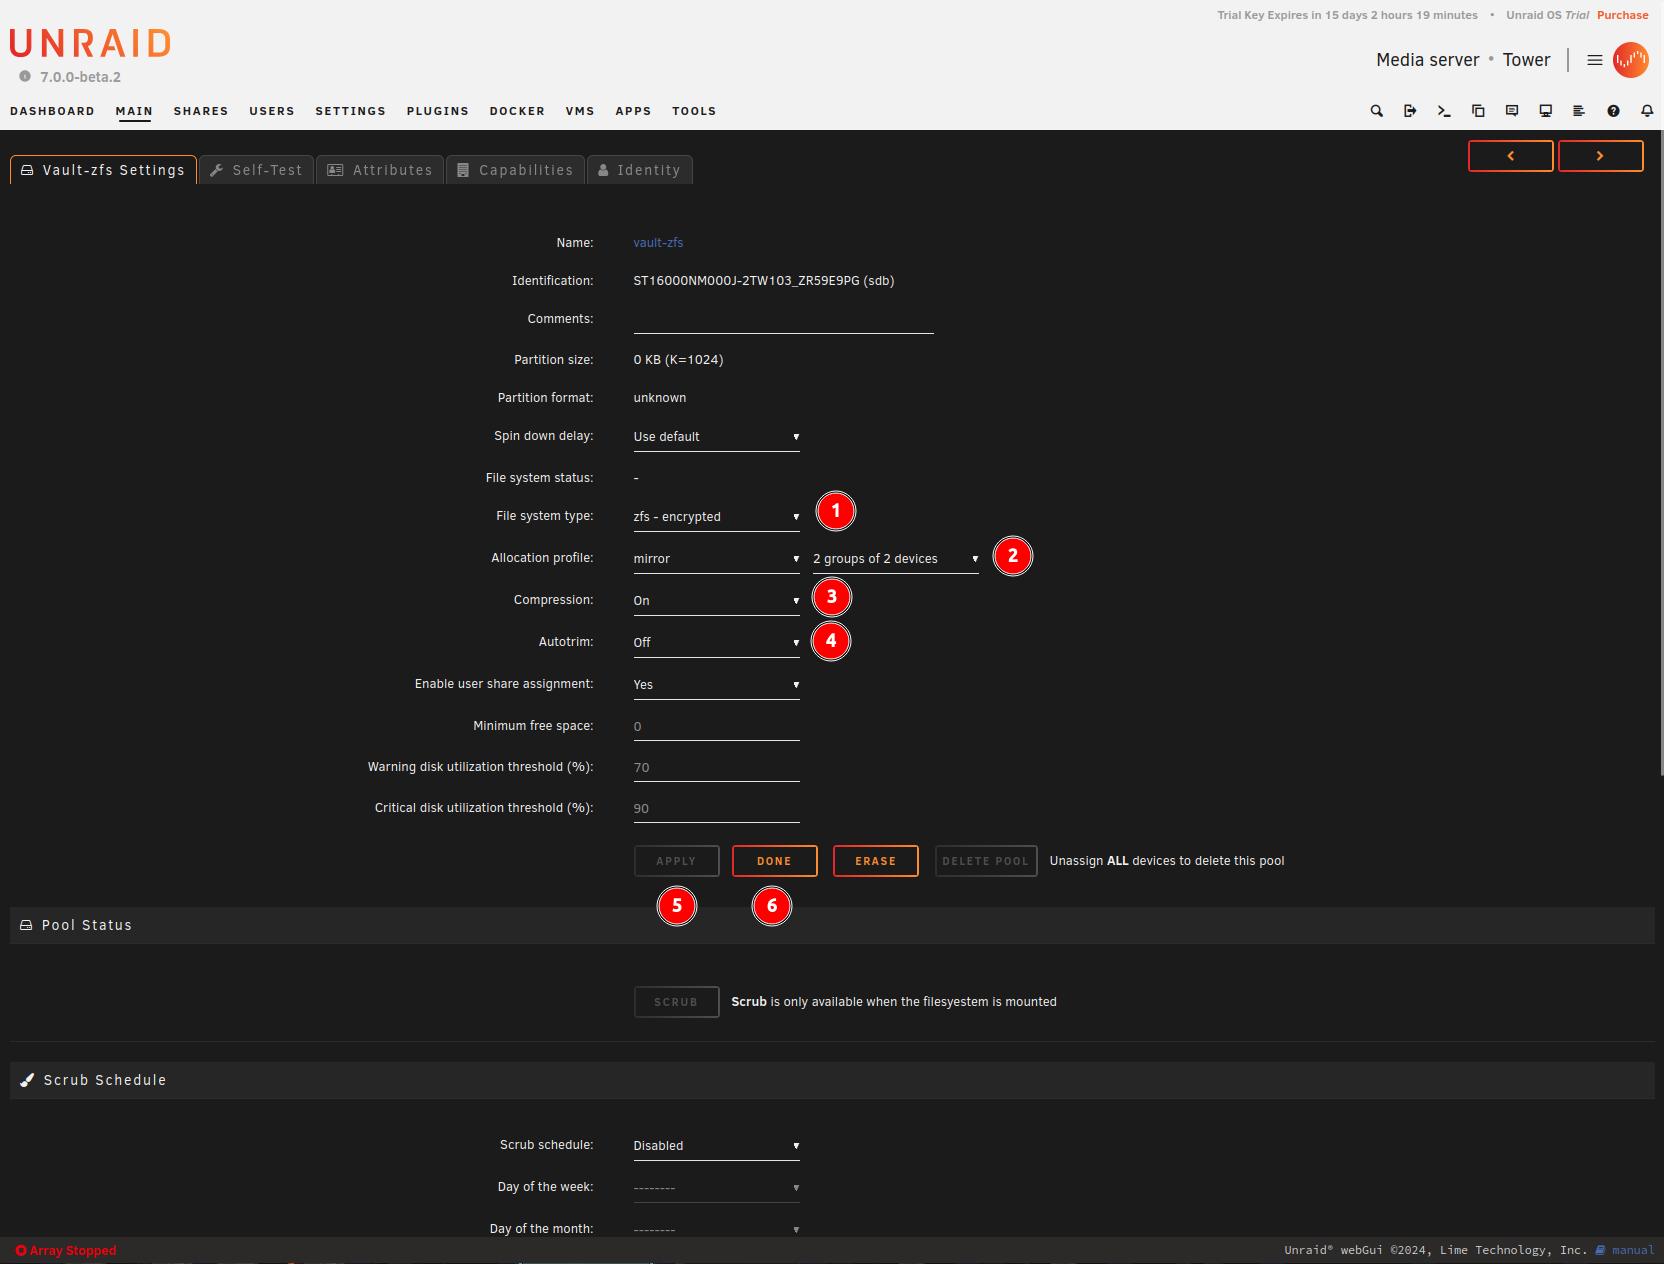 Trial Key Expires in 15 days 2 hours 19 minutes • Unraid OS Trial Purchase
UNRAID
7.0.0-beta.2
Media server • Tower
DASHBOARD MAIN SHARES USERS SETTINGS PLUGINS DOCKER VMS APPS TOOLS
Vault-zfs Settings Self-Test Attributes Capabilities Identity
Name: vault-zfs
Identification: ST16000NM000J-2TW103_ZR59E9PG (sdb)
Comments:
Partition size: 0 KB (K=1024)
Partition format: unknown
Spin down delay: Use default
File system status: -
File system type: zfs - encrypted 1
Allocation profile: mirror 2 groups of 2 devices 2
Compression: On 3
Autotrim: Off 4
Enable user share assignment: Yes
Minimum free space: 0
Warning disk utilization threshold (%): 70
Critical disk utilization threshold (%): 90
APPLY DONE ERASE DELETE POOL Unassign ALL devices to delete this pool
5 6
Pool Status
SCRUB Scrub is only available when the filesyestem is mounted
Scrub Schedule
Scrub schedule: Disabled
Day of the week: --------
Day of the month: --------
Array Stopped
Unraid® webGui ©2024, Lime Technology, Inc. manual